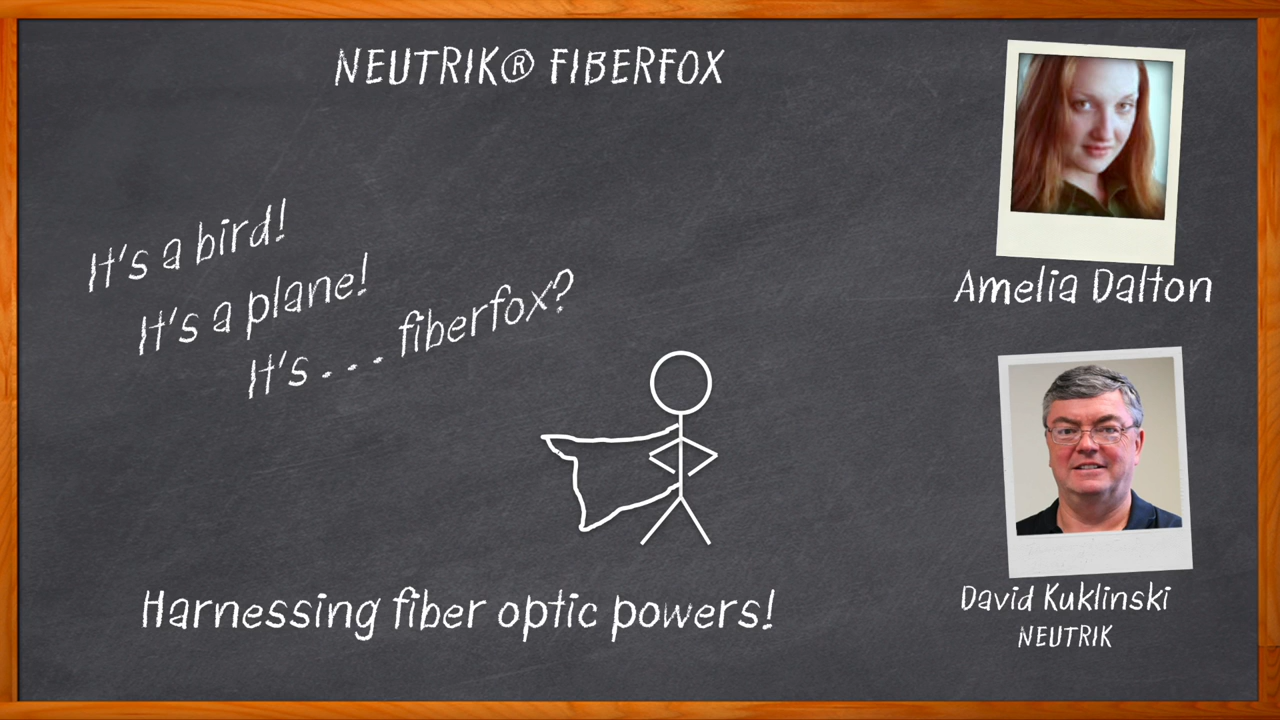 NEUTRIK® FIBERFOX
It's a bird!
It's a plane!
It's . . . fiberfox?
Harnessing fiber optic powers!
Amelia Dalton
David Kuklinski
NEUTRIK